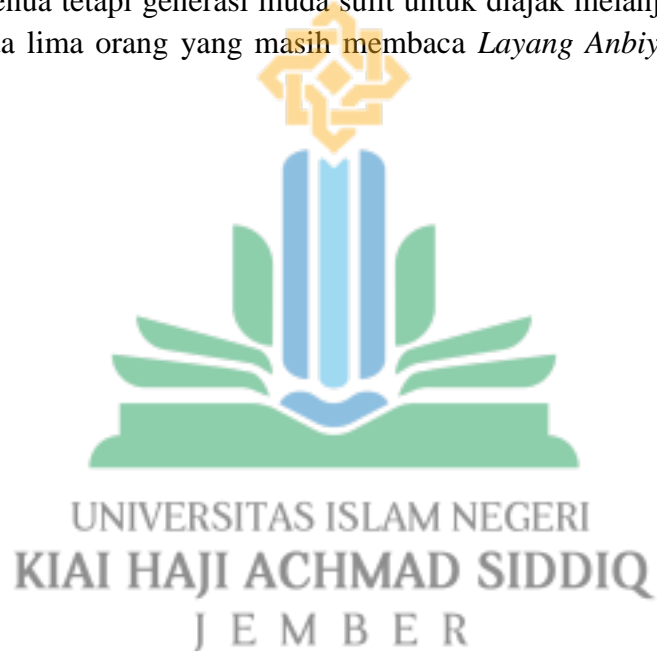 tetapi generasi muda sulit untuk diajak
lima orang yang masih membaca Layang
UNIVERSITAS ISLAM NEGERI
KIAI HAJI ACHMAD SIDDIQ
JEMBER